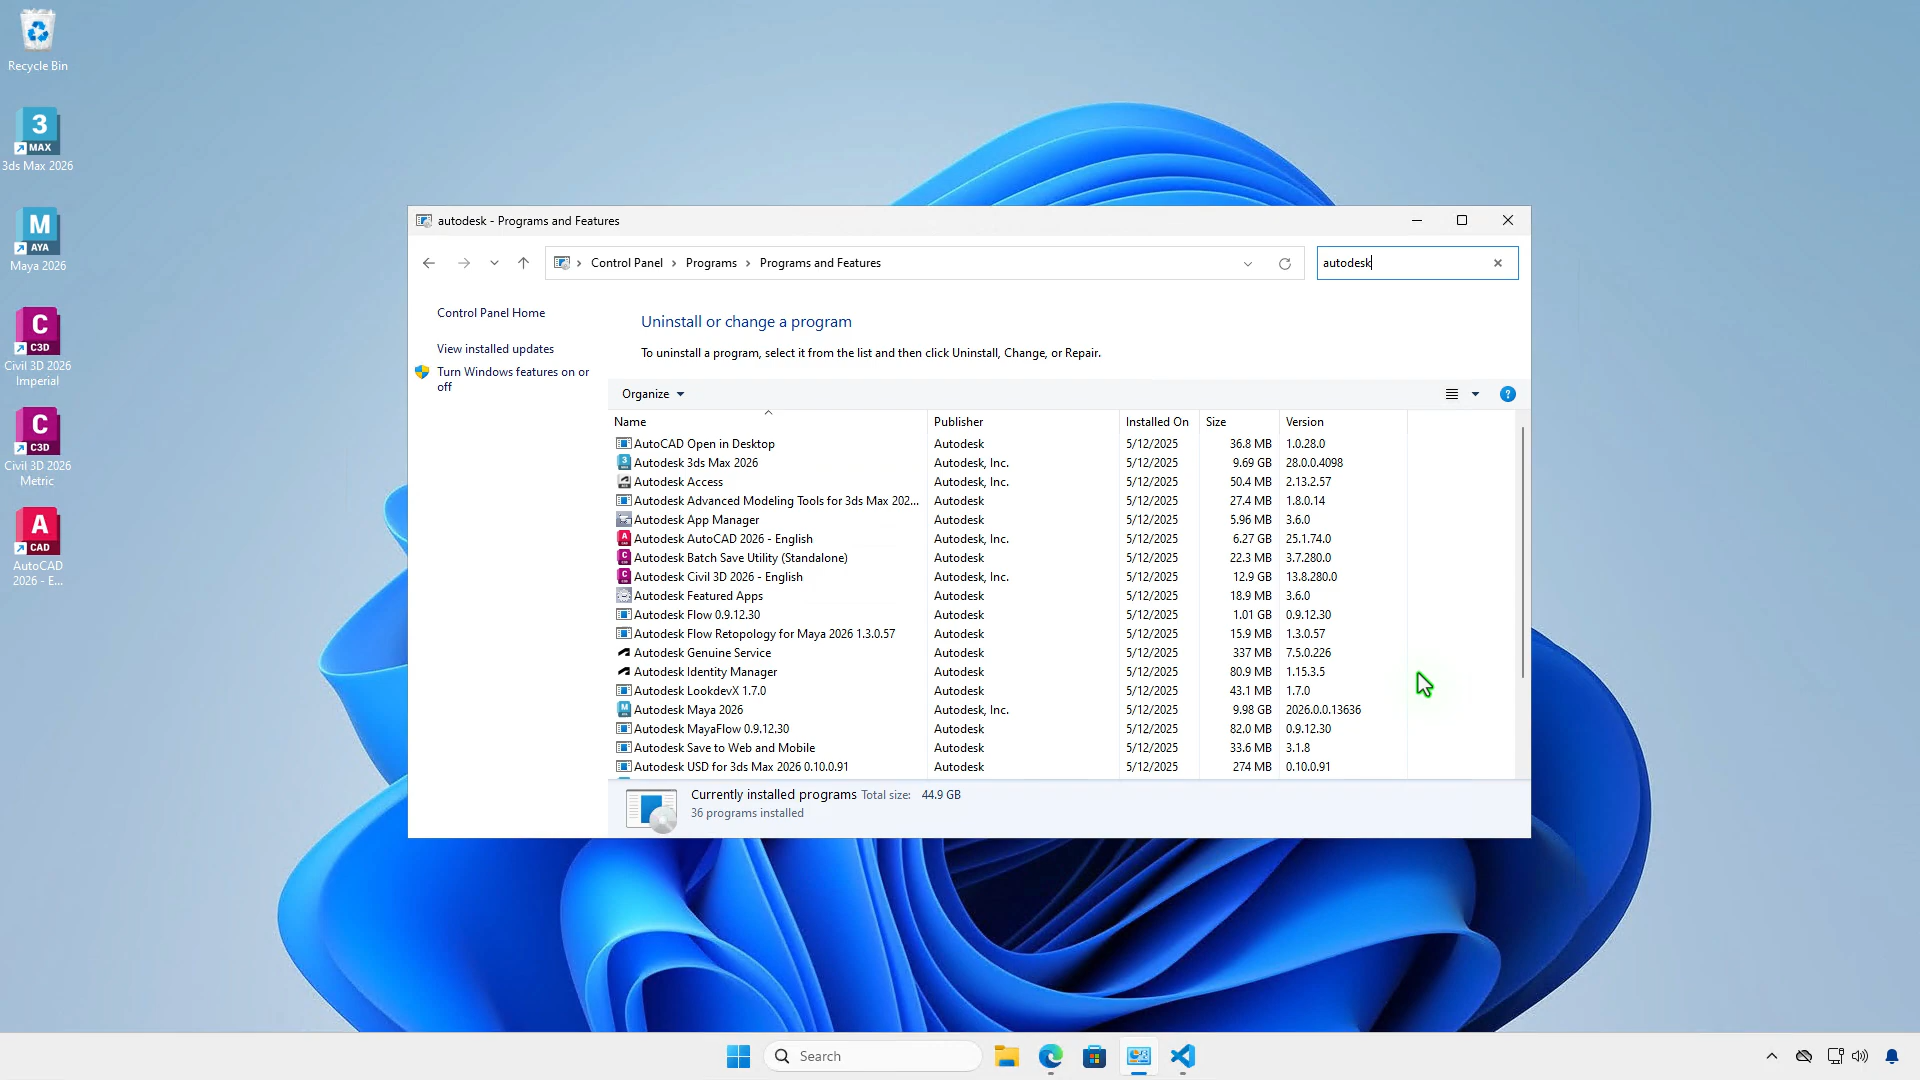 Recycle Bin
3
MAX
3ds Max 2026
M
AYA
Maya 2026
C
C3D
Civil 3D 2026
Imperial
C
C3D
Civil 3D 2026
Metric
A
CAD
AutoCAD
2026 - E...
autodesk - Programs and Features
Control Panel > Programs > Programs and Features
autodesk
Control Panel Home
View installed updates
Turn Windows features on or
off
Uninstall or change a program
To uninstall a program, select it from the list and then click Uninstall, Change, or Repair.
Organize
Name Publisher Installed On Size Version
AutoCAD Open in Desktop Autodesk 5/12/2025 36.8 MB 1.0.28.0
Autodesk 3ds Max 2026 Autodesk, Inc. 5/12/2025 9.69 GB 28.0.0.4098
Autodesk Access Autodesk, Inc. 5/12/2025 50.4 MB 2.13.2.57
Autodesk Advanced Modeling Tools for 3ds Max 202... Autodesk 5/12/2025 27.4 MB 1.8.0.14
Autodesk App Manager Autodesk 5/12/2025 5.96 MB 3.6.0
Autodesk AutoCAD 2026 - English Autodesk, Inc. 5/12/2025 6.27 GB 25.1.74.0
Autodesk Batch Save Utility (Standalone) Autodesk 5/12/2025 22.3 MB 3.7.280.0
Autodesk Civil 3D 2026 - English Autodesk, Inc. 5/12/2025 12.9 GB 13.8.280.0
Autodesk Featured Apps Autodesk 5/12/2025 18.9 MB 3.6.0
Autodesk Flow 0.9.12.30 Autodesk 5/12/2025 1.01 GB 0.9.12.30
Autodesk Flow Retopology for Maya 2026 1.3.0.57 Autodesk 5/12/2025 15.9 MB 1.3.0.57
Autodesk Genuine Service Autodesk 5/12/2025 337 MB 7.5.0.226
Autodesk Identity Manager Autodesk 5/12/2025 80.9 MB 1.15.3.5
Autodesk LookdevX 1.7.0 Autodesk 5/12/2025 43.1 MB 1.7.0
Autodesk Maya 2026 Autodesk, Inc. 5/12/2025 9.98 GB 2026.0.0.13636
Autodesk MayaFlow 0.9.12.30 Autodesk 5/12/2025 82.0 MB 0.9.12.30
Autodesk Save to Web and Mobile Autodesk 5/12/2025 33.6 MB 3.1.8
Autodesk USD for 3ds Max 2026 0.10.0.91 Autodesk 5/12/2025 274 MB 0.10.0.91
Currently installed programs Total size: 44.9 GB
36 programs installed
Search